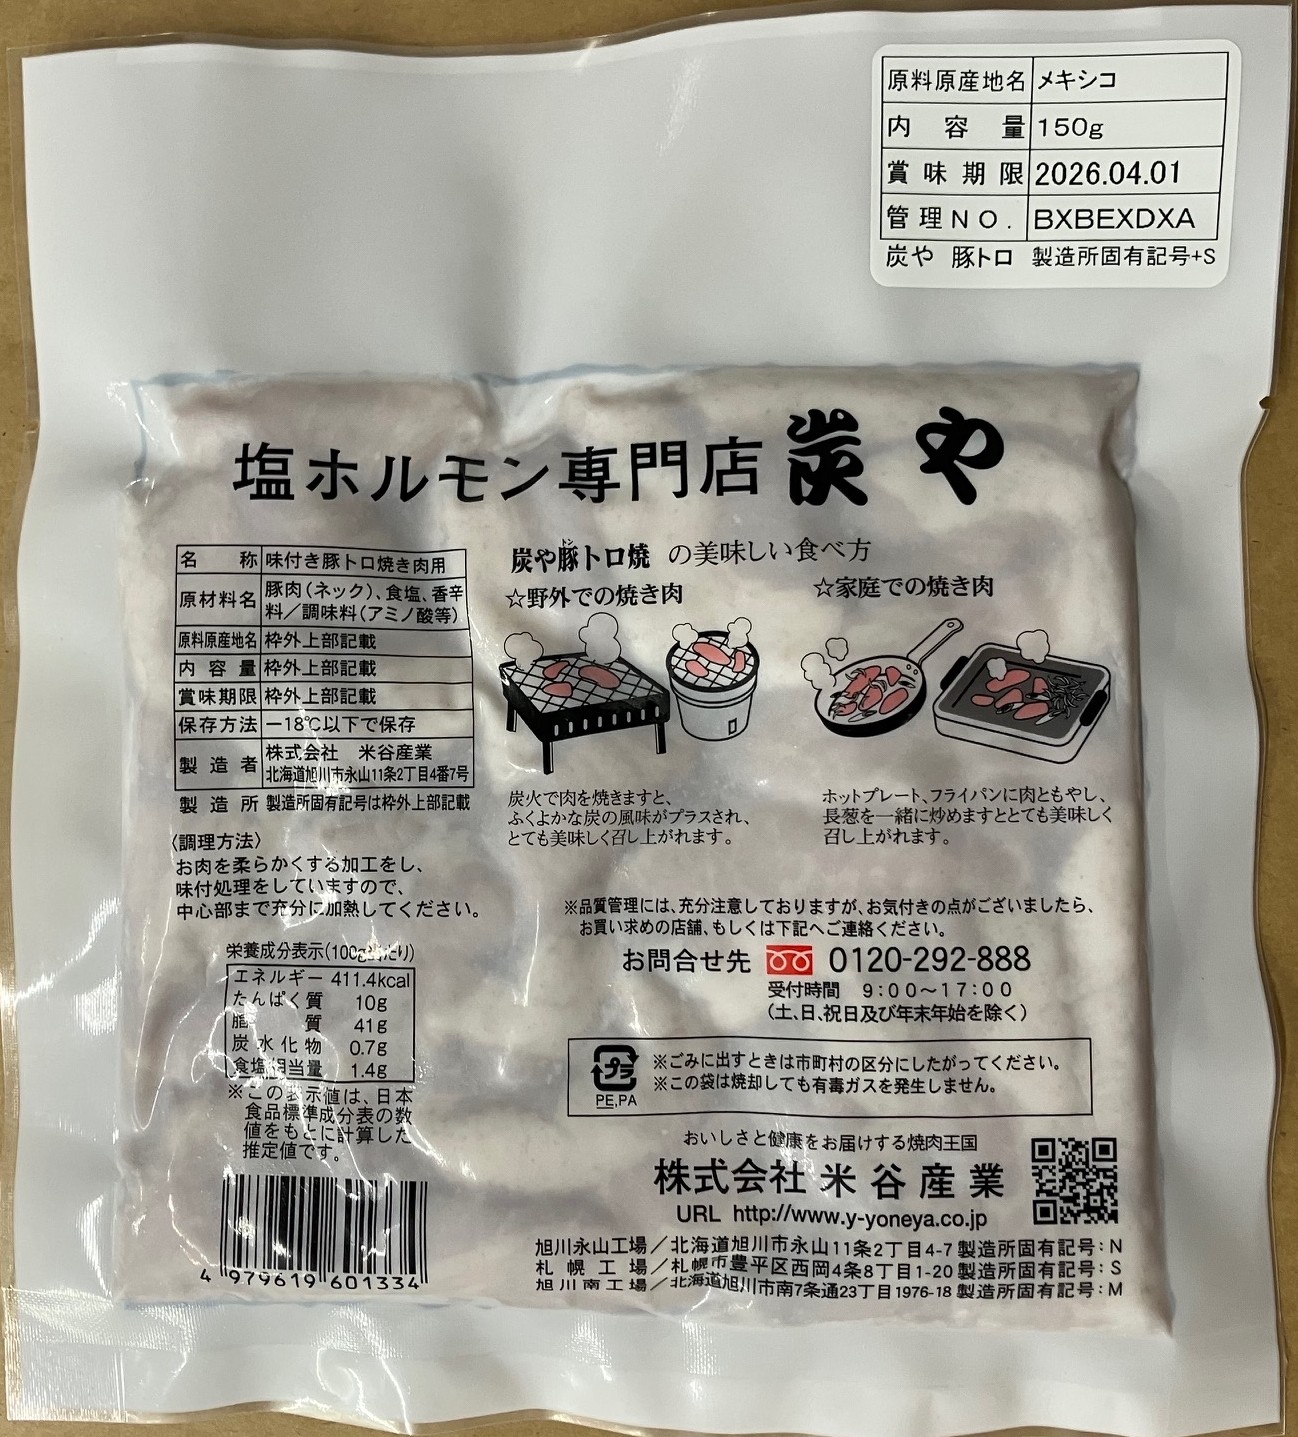 原料原産地名 メキシコ
内容量 150g
賞味期限 2026.04.01
管理NO. BXBEXDXA
炭や 豚トロ 製造所固有記号+S
塩ホルモン専門店 炭や
名称 味付き豚トロ焼き肉用
原材料名 豚肉(ネック)、食塩、香辛
料/調味料(アミノ酸等)
原料原産地名 枠外上部記載
内容量 枠外上部記載
賞味期限 枠外上部記載
保存方法 −18℃以下で保存
製造者 株式会社 米谷産業
北海道旭川市永山11条2丁目4番7号
製造所 製造所固有記号は枠外上部記載
〈調理方法〉
お肉を柔らかくする加工をし、
味付処理をしていますので、
中心部まで充分に加熱してください。
栄養成分表示(100g当たり)
エネルギー 411.4kcal
たんぱく質 10g
脂質 41g
炭水化物 0.7g
食塩相当量 1.4g
※この表示値は、日本
食品標準成分表の数
値をもとに計算した
推定値です。
4 979619 601334
トン
炭や豚トロ焼 の美味しい食べ方
☆野外での焼き肉
炭火で肉を焼きますと、
ふくよかな炭の風味がプラスされ、
とても美味しく召し上がれます。
☆家庭での焼き肉
ホットプレート、フライパンに肉ともやし、
長葱を一緒に炒めますととても美味しく
召し上がれます。
※品質管理には、充分注意しておりますが、お気付きの点がございましたら、
お買い求めの店舗、もしくは下記へご連絡ください。
お問合せ先 0120-292-888
受付時間 9:00〜17:00
(土、日、祝日及び年末年始を除く)
プラ
PE,PA
※ごみに出すときは市町村の区分にしたがってください。
※この袋は焼却しても有毒ガスを発生しません。
おいしさと健康をお届けする焼肉王国
株式会社 米谷産業
URL http://www.y-yoneya.co.jp
旭川永山工場/北海道旭川市永山11条2丁目4-7 製造所固有記号:N
札幌工場/札幌市豊平区西岡4条8丁目1-20 製造所固有記号:S
旭川南工場/北海道旭川市南7条通23丁目1976-18 製造所固有記号:M